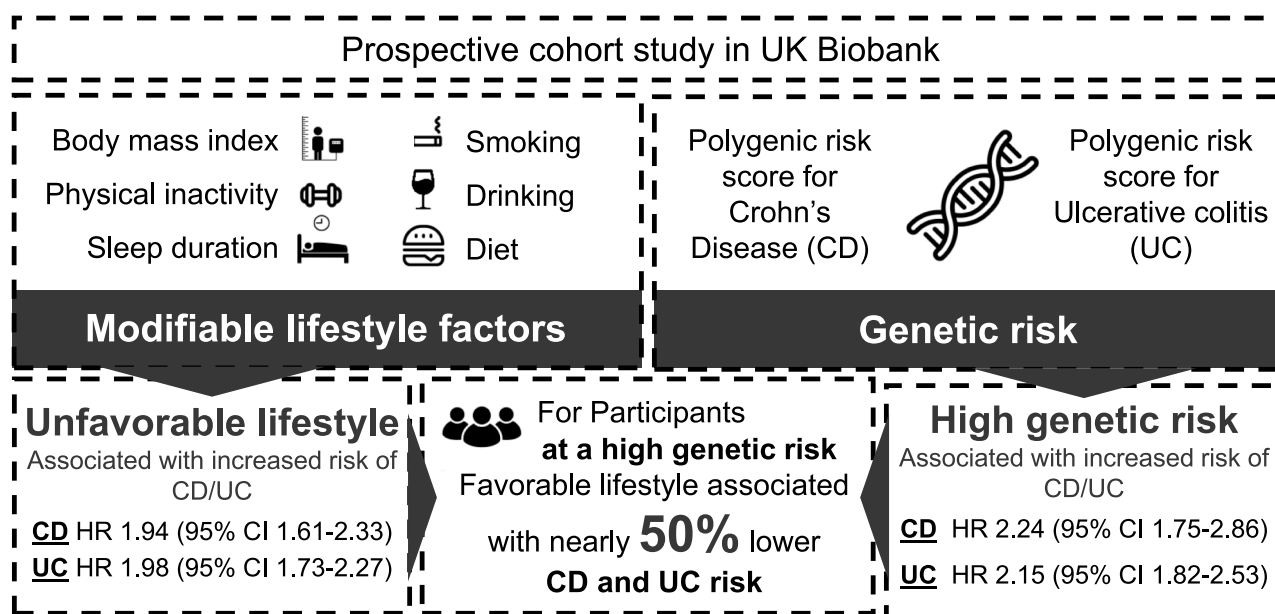 Prospective cohort study in UK Biobank
Body mass index
Physical inactivity
Sleep duration
Smoking
Drinking
Diet
Modifiable lifestyle factors
Polygenic risk
score for
Crohn's
Disease (CD)
Polygenic risk
score for
Ulcerative colitis
(UC)
Genetic risk
Unfavorable lifestyle
Associated with increased risk of
CD/UC
CD HR 1.94 (95% CI 1.61-2.33)
UC HR 1.98 (95% CI 1.73-2.27)
For Participants
at a high genetic risk
Favorable lifestyle associated
with nearly 50% lower
CD and UC risk
High genetic risk
Associated with increased risk of
CD/UC
CD HR 2.24 (95% CI 1.75-2.86)
UC HR 2.15 (95% CI 1.82-2.53)